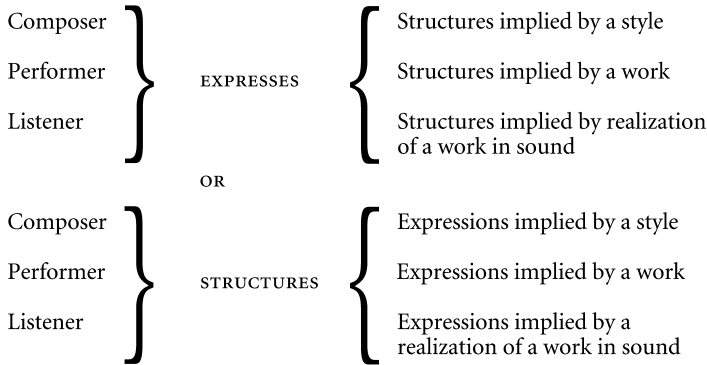 Composer
Performer
Listener
EXPRESSES
Structures implied by a style
Structures implied by a work
Structures implied by realization
of a work in sound
OR
Composer
Performer
Listener
STRUCTURES
Expressions implied by a style
Expressions implied by a work
Expressions implied by a
realization of a work in sound